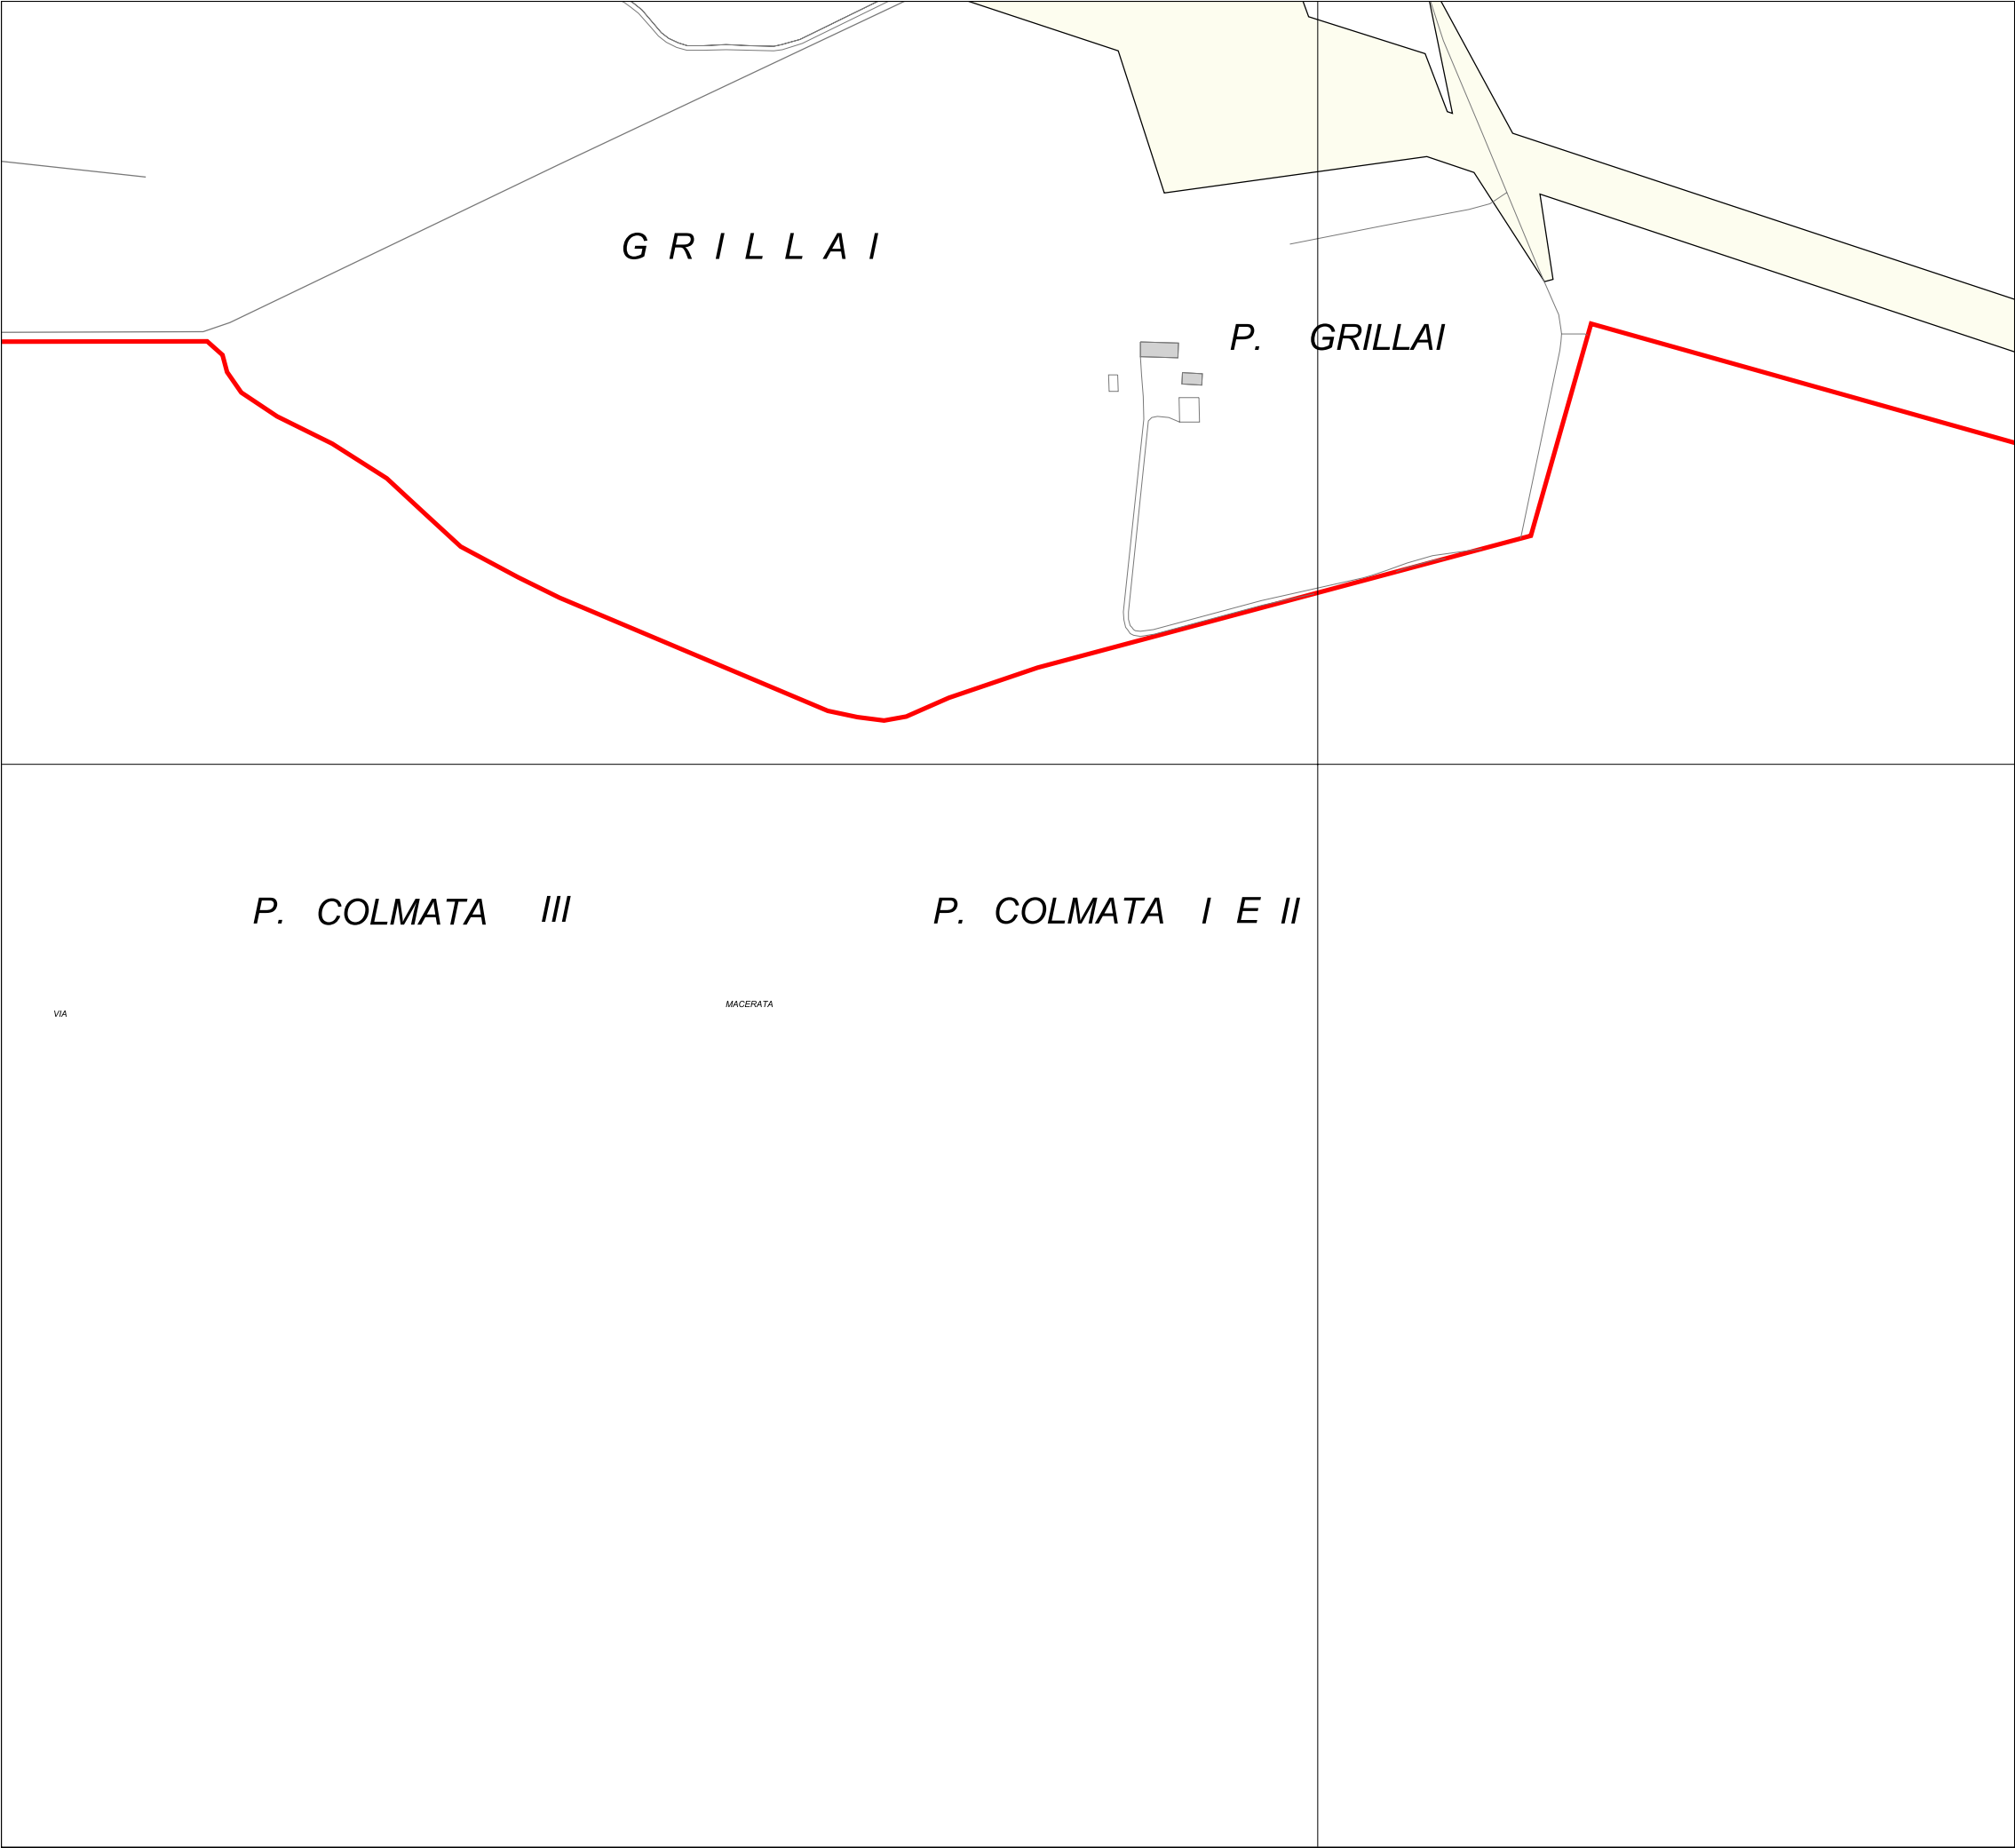 G R I L L A I
P. GRILLAI
P. COLMATA III
P. COLMATA I E II
VIA
MACERATA